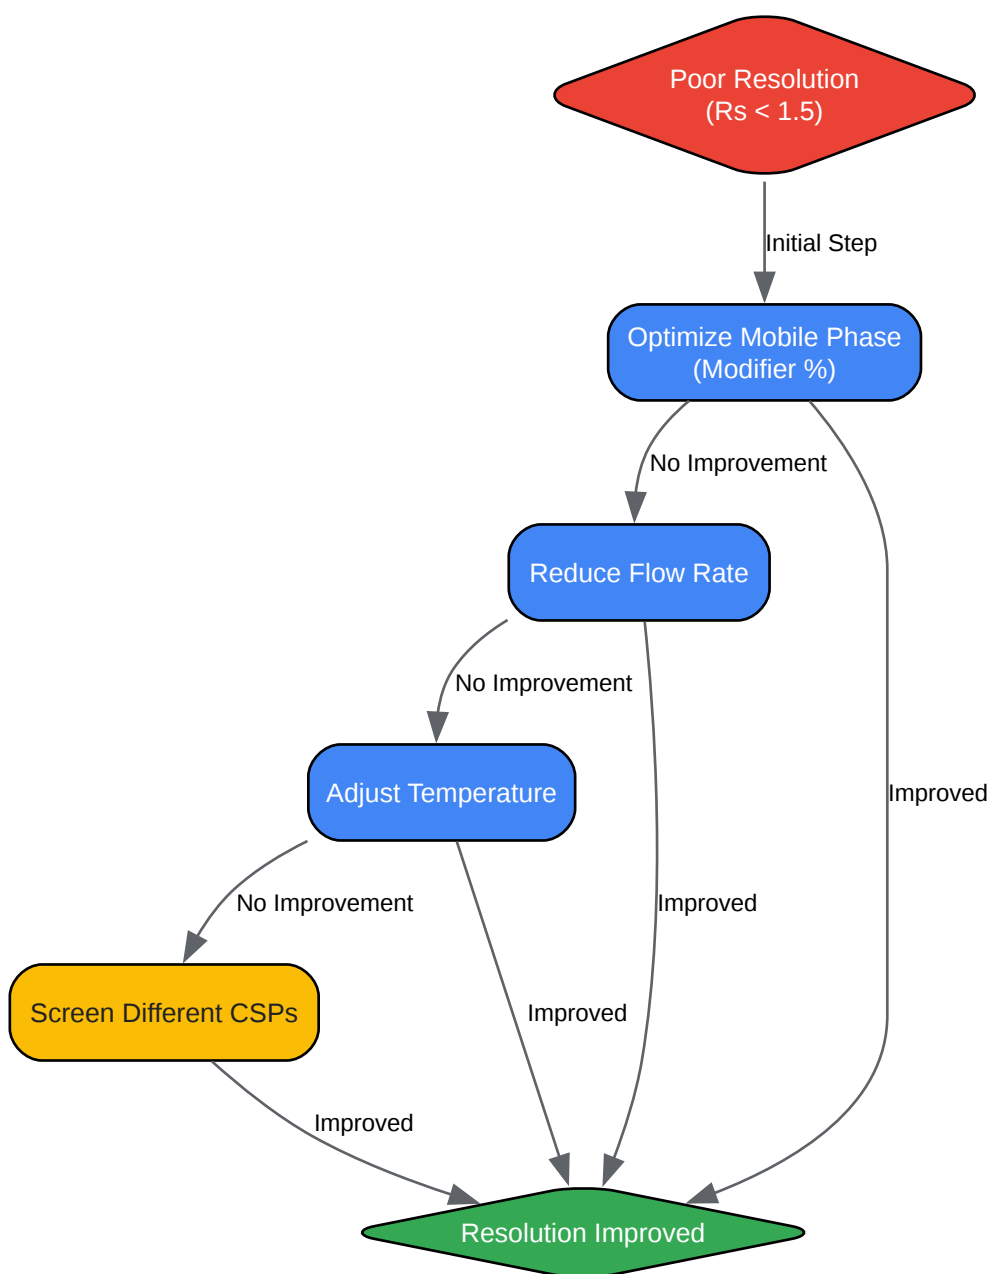 Poor Resolution
(Rs < 1.5)
Initial Step
Optimize Mobile Phase
(Modifier %)
No Improvement
Reduce Flow Rate
No Improvement
Adjust Temperature
Improved
No Improvement
Improved
Screen Different CSPs
Improved
Improved
Resolution Improved